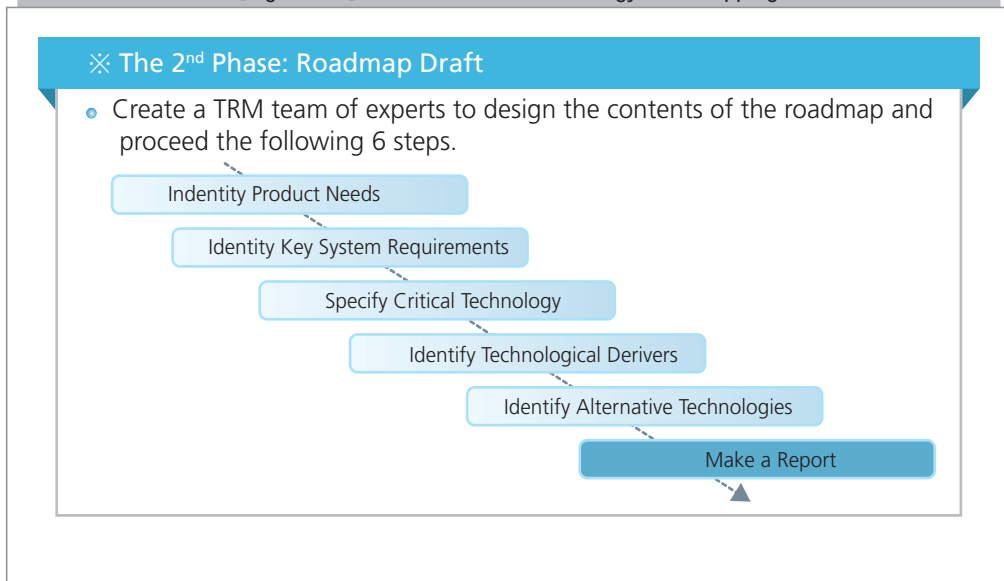 ※ The 2nd Phase: Roadmap Draft
Create a TRM team of experts to design the contents of the roadmap and
proceed the following 6 steps.
Indentity Product Needs
Identity Key System Requirements
Specify Critical Technology
Identify Technological Derivers
Identify Alternative Technologies
Make a Report